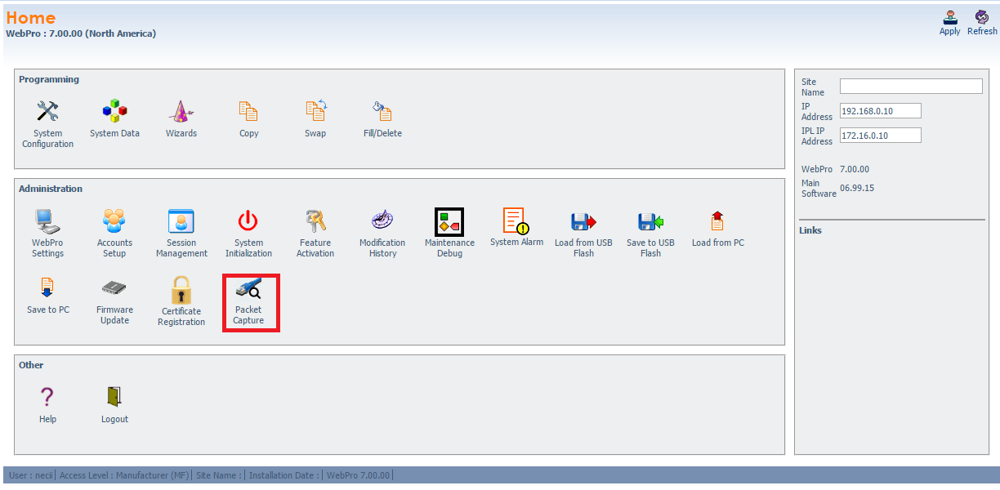 Home
WebPro : 7.00.00 (North America)
Apply Refresh
Programming
System Configuration
System Data
Wizards
Copy
Swap
Fill/Delete
Administration
WebPro Settings
Accounts Setup
Session Management
System Initialization
Feature Activation
Modification History
Maintenance Debug
System Alarm
Load from USB Flash
Save to USB Flash
Load from PC
Save to PC
Firmware Update
Certificate Registration
Packet Capture
Other
? Help
Logout
Site Name
IP Address 192.168.0.10
IPL IP Address 172.16.0.10
WebPro 7.00.00
Main Software 06.99.15
Links
User : necii | Access Level : Manufacturer (MF) | Site Name : | Installation Date : | WebPro 7.00.00 |